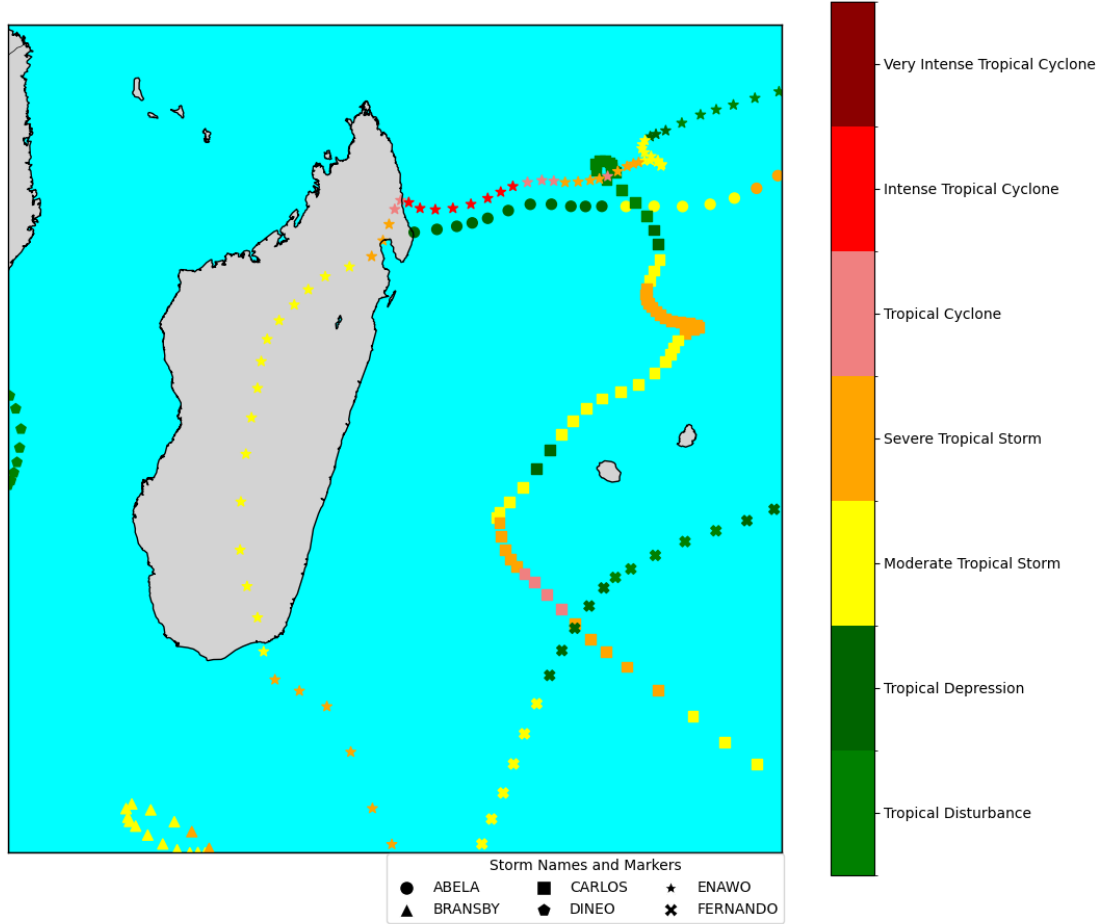 Very Intense Tropical Cyclone
Intense Tropical Cyclone
Tropical Cyclone
Severe Tropical Storm
Moderate Tropical Storm
Tropical Depression
Tropical Disturbance
Storm Names and Markers
ABELA CARLOS ENAWO
BRANSBY DINEO FERNANDO